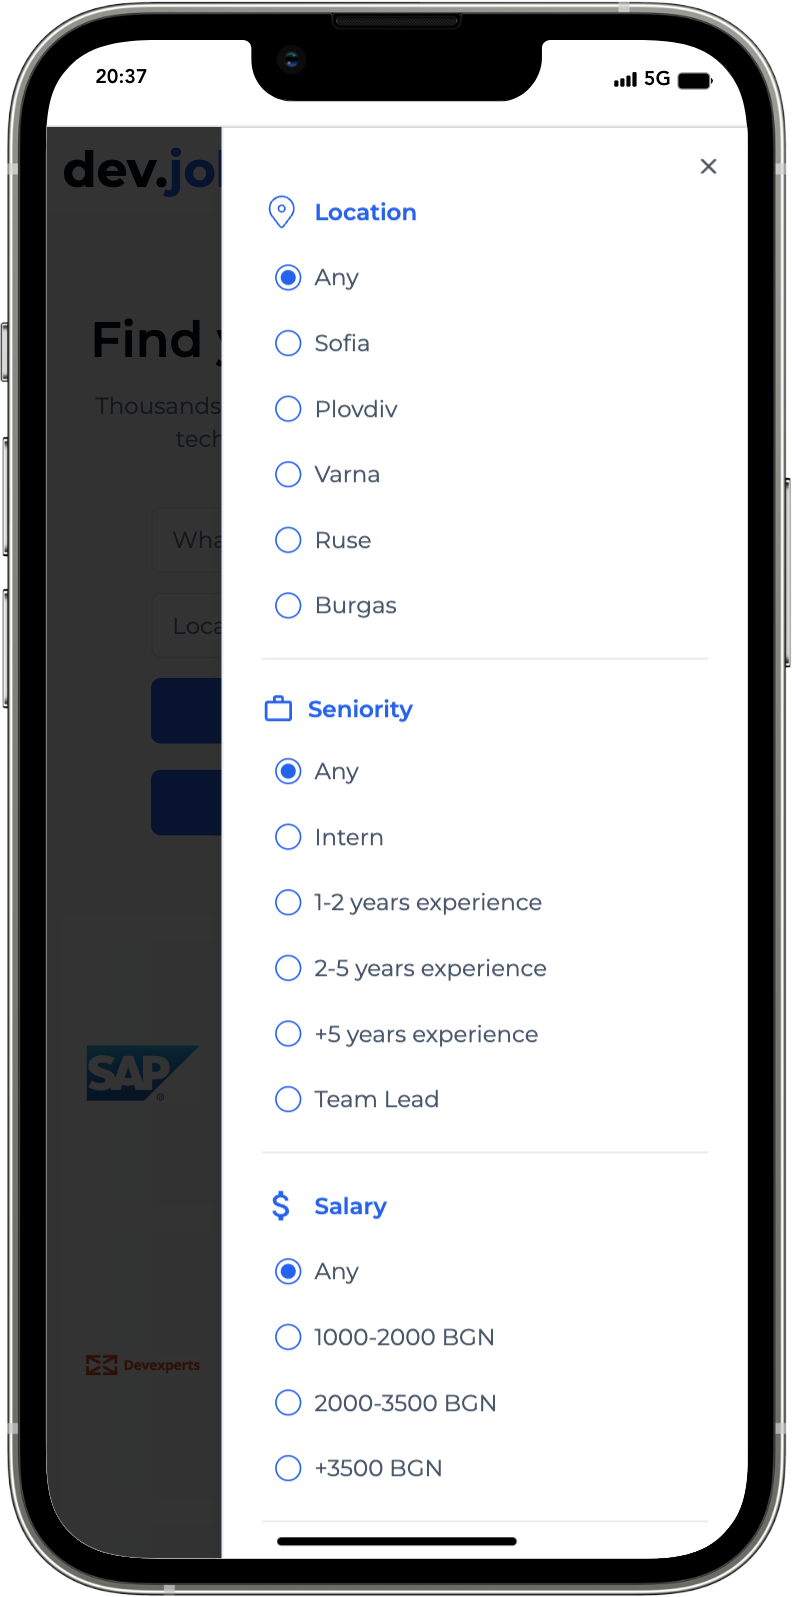 20:37
5G
dev.jo
Find
Thousands
tech
Wha
Loca
SAP
Devexperts
Location
Any
Sofia
Plovdiv
Varna
Ruse
Burgas
Seniority
Any
Intern
1-2 years experience
2-5 years experience
+5 years experience
Team Lead
$ Salary
Any
1000-2000 BGN
2000-3500 BGN
+3500 BGN